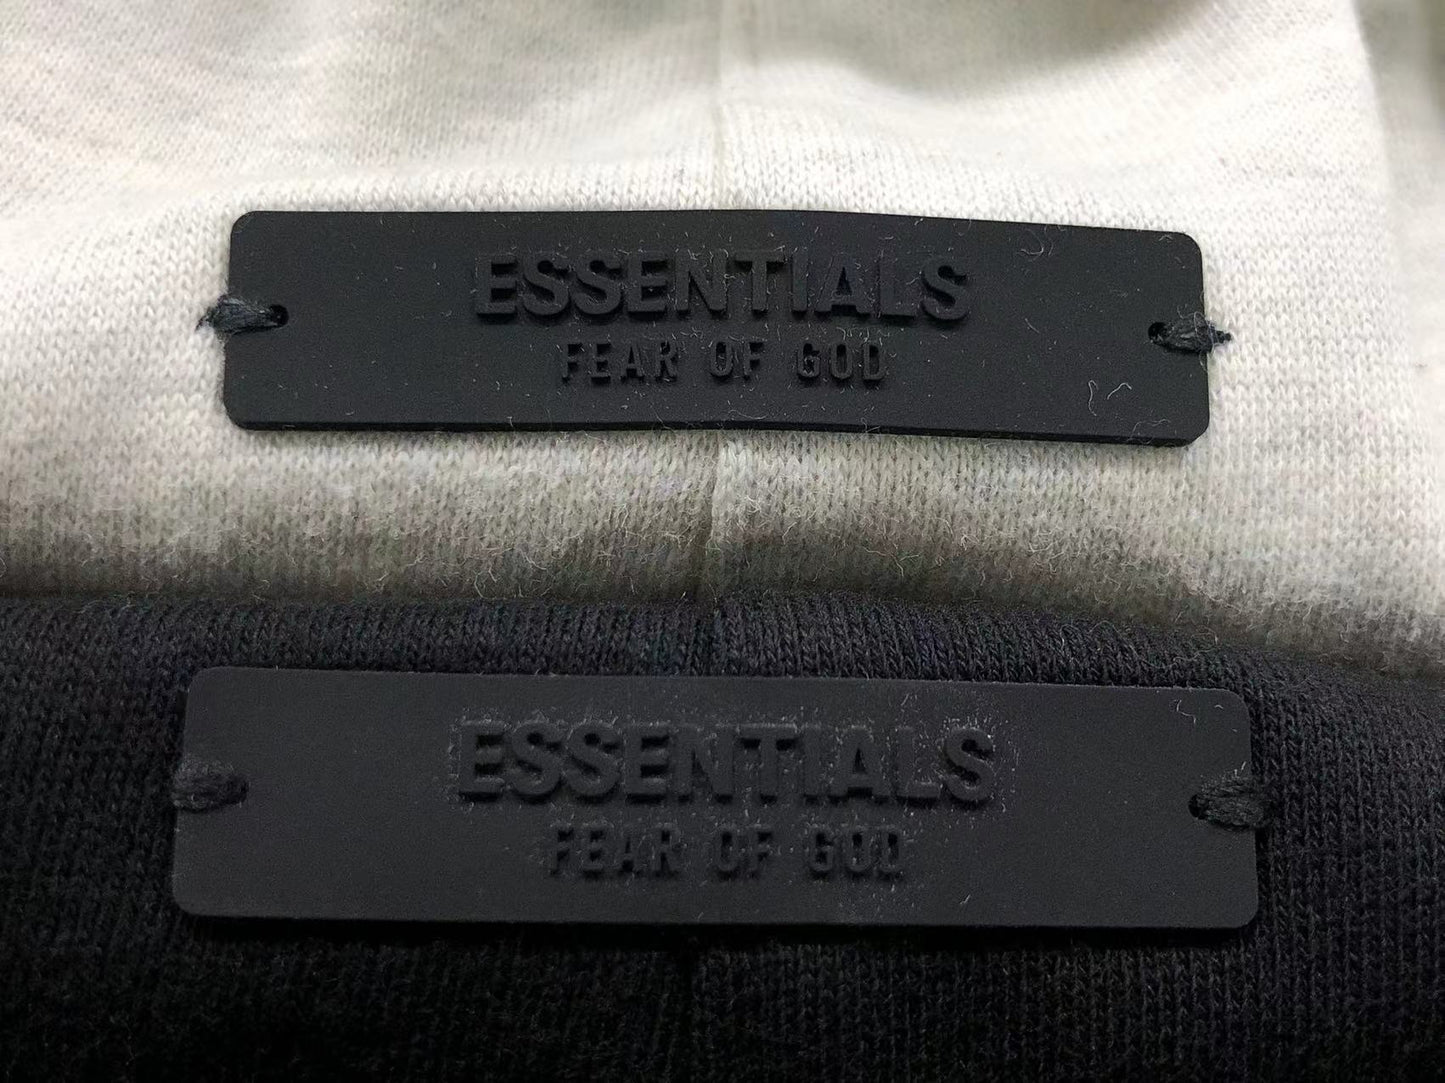 ESSENTIALS
FEAR OF GOD
ESSENTIALS
FEAR OF GOD